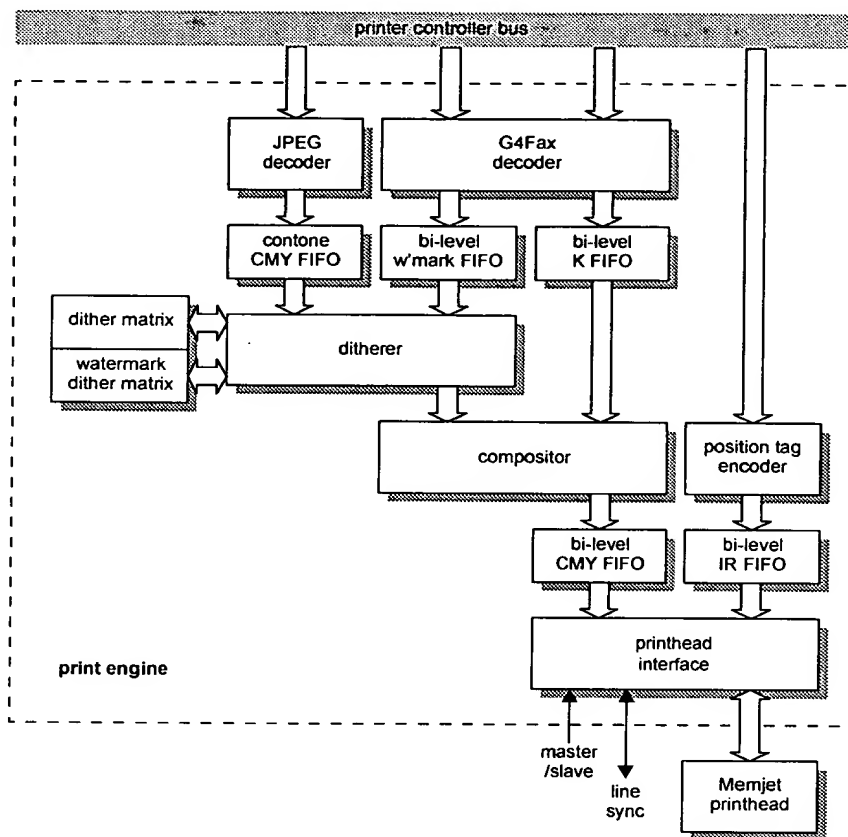 printer controller bus
JPEG
decoder
G4Fax
decoder
contone
CMY FIFO
bi-level
w'mark FIFO
bi-level
K FIFO
dither matrix
watermark
dither matrix
ditherer
compositor
position tag
encoder
bi-level
CMY FIFO
bi-level
IR FIFO
printhead
interface
print engine
master
/slave
line
sync
Memjet
printhead